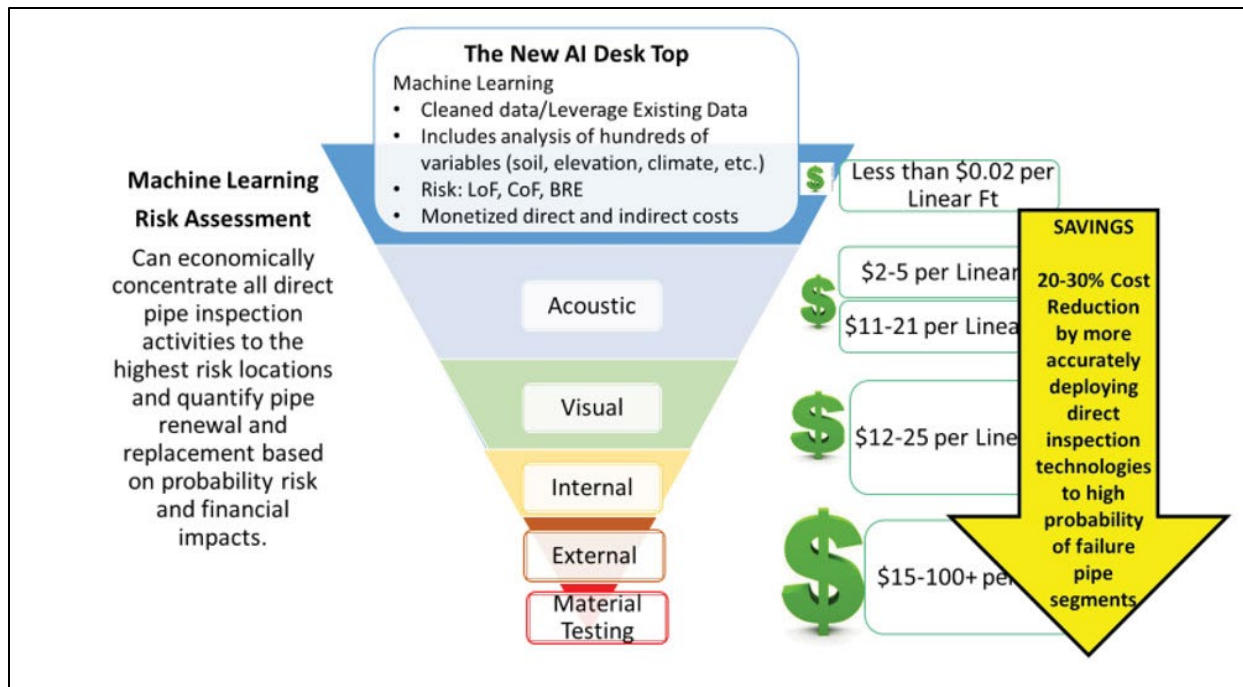 The New AI Desk Top
Machine Learning
• Cleaned data/Leverage Existing Data
• Includes analysis of hundreds of
variables (soil, elevation, climate, etc.)
• Risk: LoF, CoF, BRE
• Monetized direct and indirect costs
Machine Learning
Risk Assessment
Can economically
concentrate all direct
pipe inspection
activities to the
highest risk locations
and quantify pipe
renewal and
replacement based
on probability risk
and financial
impacts.
Acoustic
Visual
Internal
External
Material
Testing
$
Less than $0.02 per
Linear Ft
$
$2-5 per Linear
$11-21 per Linea
$
$12-25 per Line
$
$15-100+ per
SAVINGS
20-30% Cost
Reduction
by more
accurately
deploying
direct
inspection
technologies
to high
probability
of failure
pipe
segments